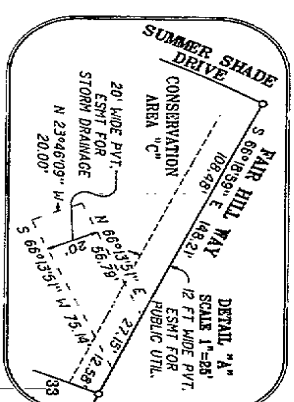 SUMMER SHADE
DRIVE
CONSERVATION
AREA "C"
FAIR HILL WAY
S 66°18'59" E 148.21'
108.48'
27.15'
12.58'
DETAIL "A"
SCALE 1"=25'
12 FT WIDE PVT.
ESMT FOR
PUBLIC UTIL.
20' WIDE PVT.
ESMT FOR
STORM DRAINAGE
N 23°46'09" W
20.00'
N 66°13'51" E
56.79'
20'
S 66°13'51" W 75.14'
33